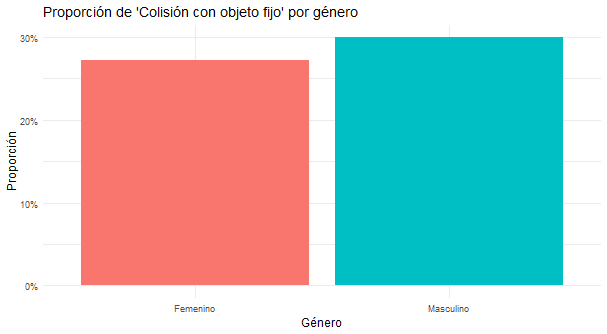 Proporción de 'Colisión con objeto fijo' por género
Proporción
30%
20%
10%
0%
Femenino
Masculino
Género